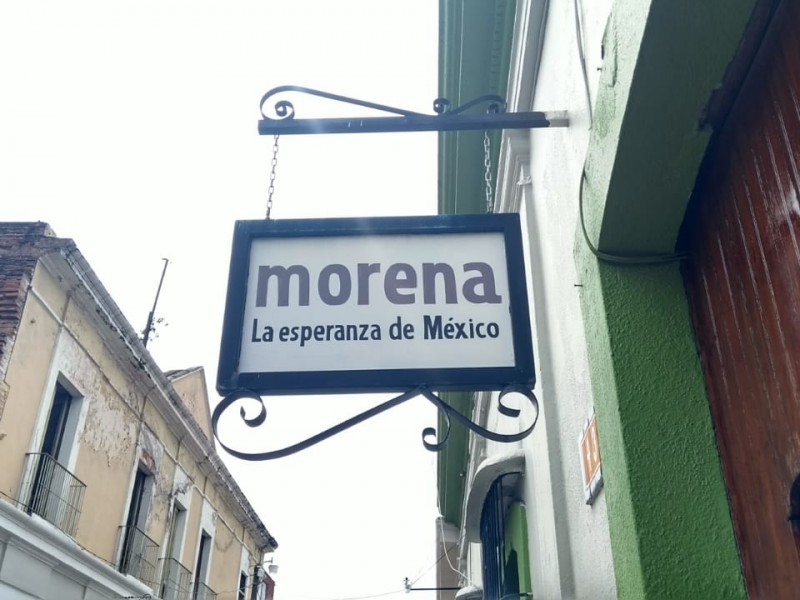 morena
La esperanza de México